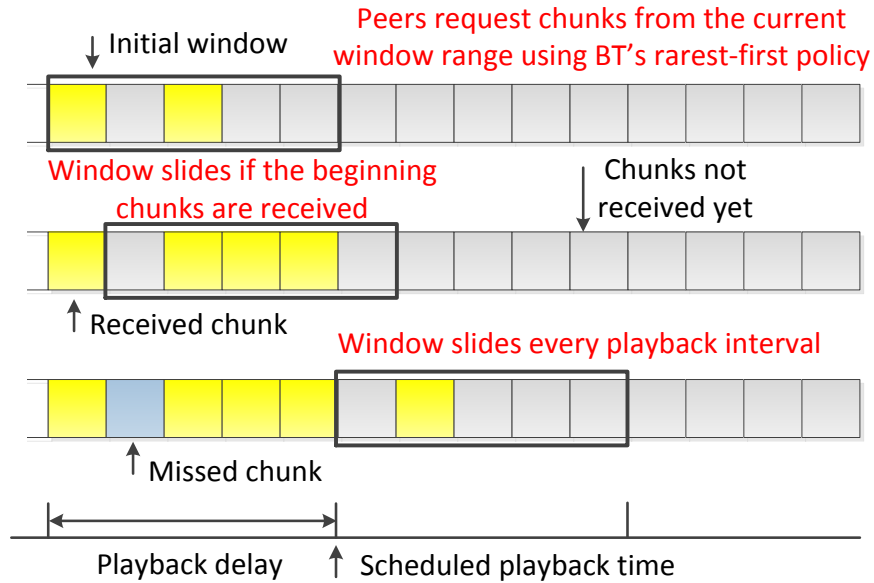 Peers request chunks from the current
Initial window
window range using BT's rarest-first policy
Window slides if the beginning
chunks are received
Chunks not
received yet
Received chunk
Window slides every playback interval
Missed chunk
Playback delay
Scheduled playback time